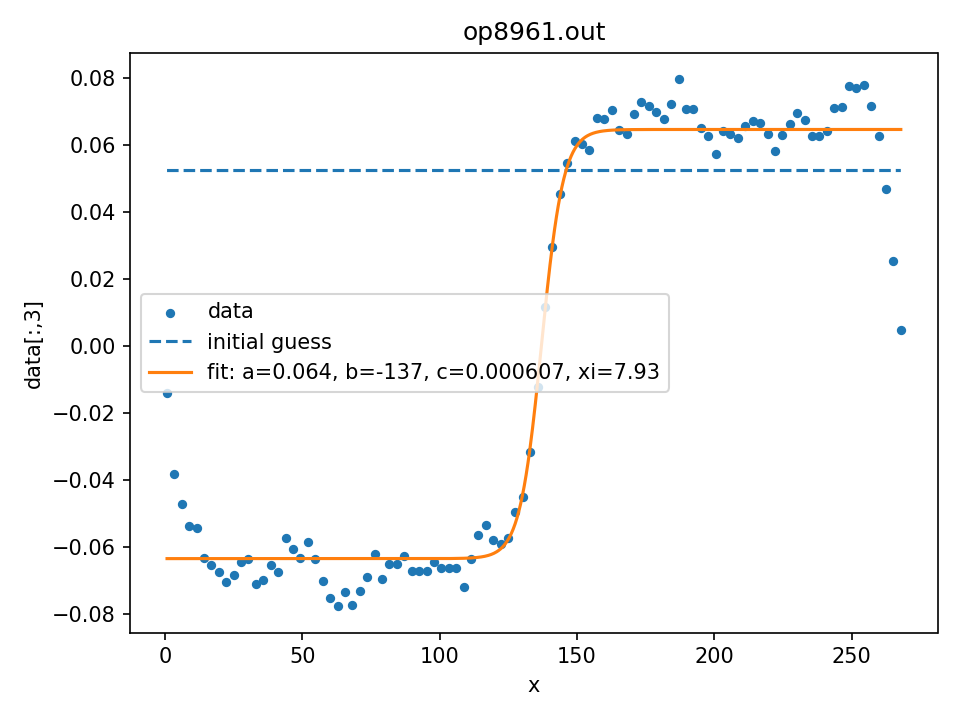 op8961.out
0.08
0.06
0.04
0.02
0.00
−0.02
−0.04
−0.06
−0.08
data[:,3]
data
initial guess
fit: a=0.064, b=-137, c=0.000607, xi=7.93
0 50 100 150 200 250
x